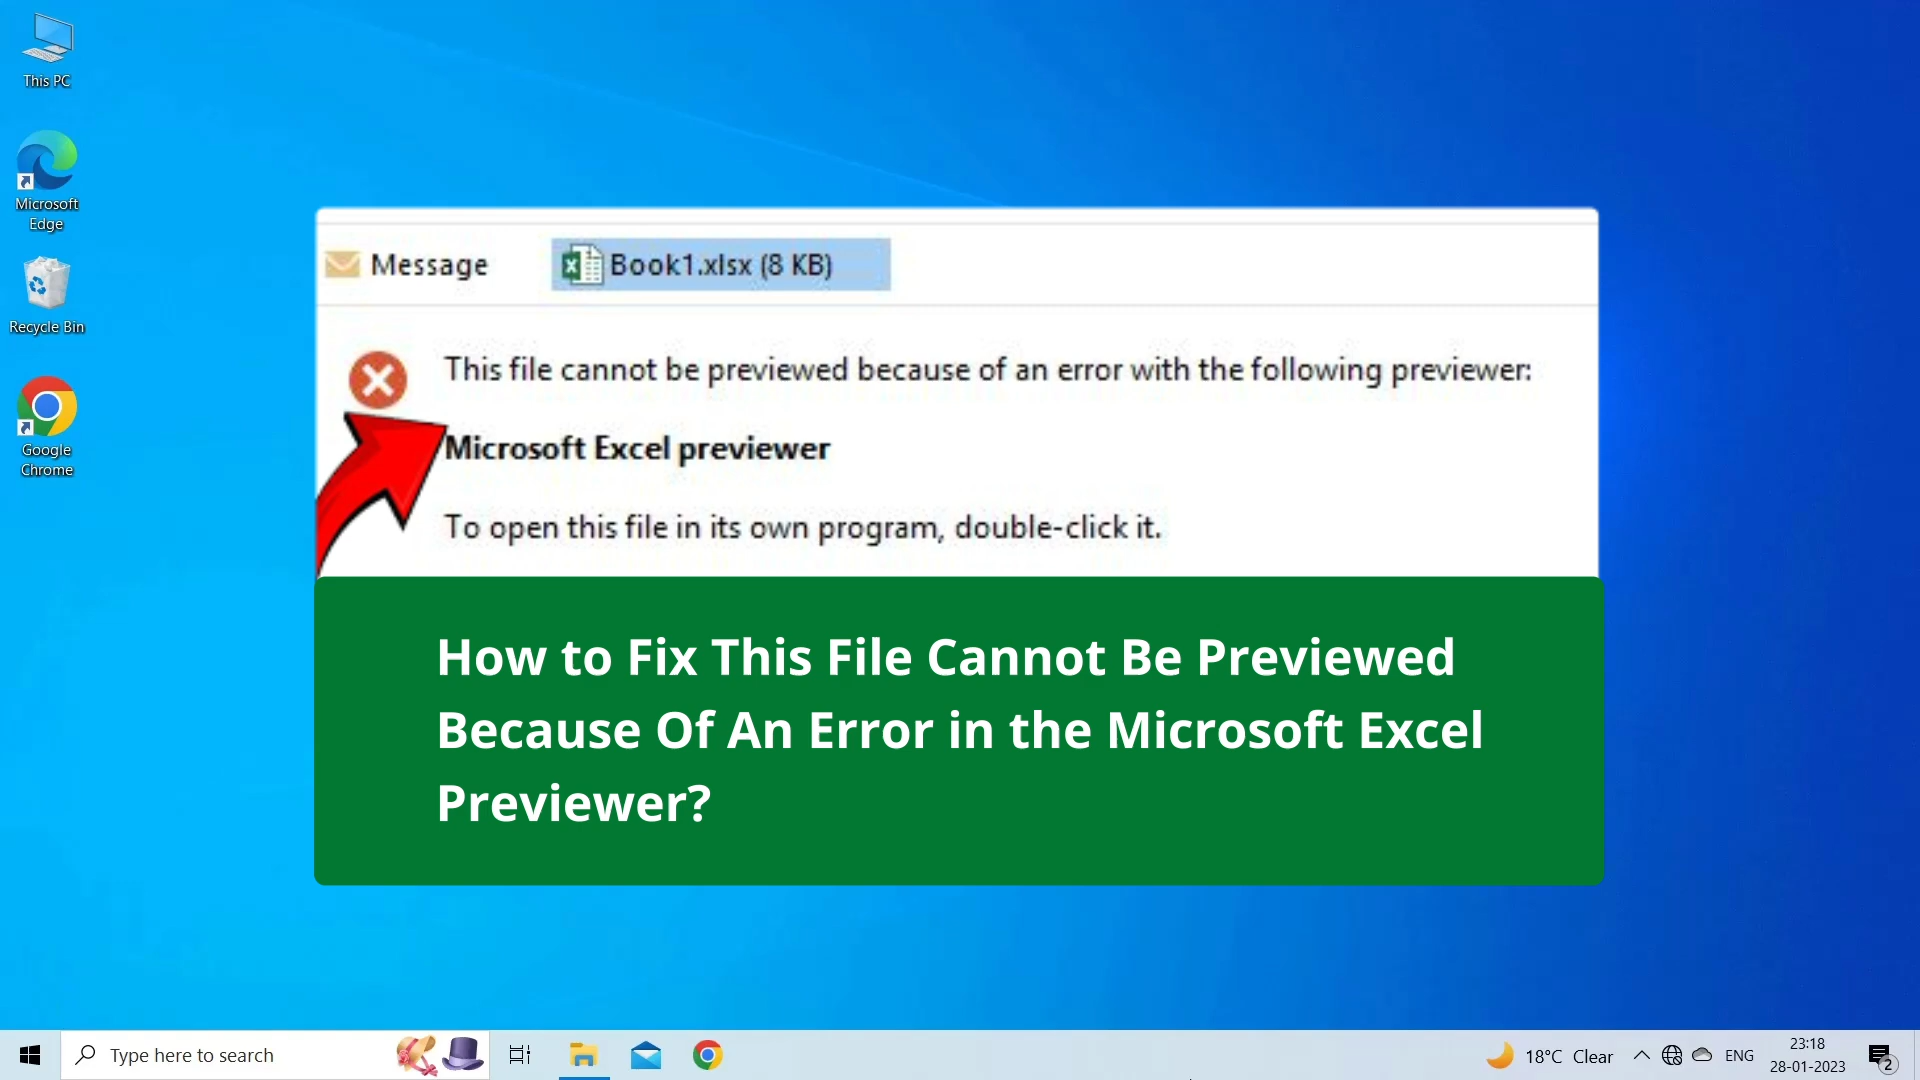 This PC
Microsoft
Edge
Recycle Bin
Google
Chrome
Message
Book1.xlsx (8 KB)
This file cannot be previewed because of an error with the following previewer:
Microsoft Excel previewer
To open this file in its own program, double-click it.
How to Fix This File Cannot Be Previewed
Because Of An Error in the Microsoft Excel
Previewer?
Type here to search
18°C Clear
ENG
23:18
28-01-2023
2